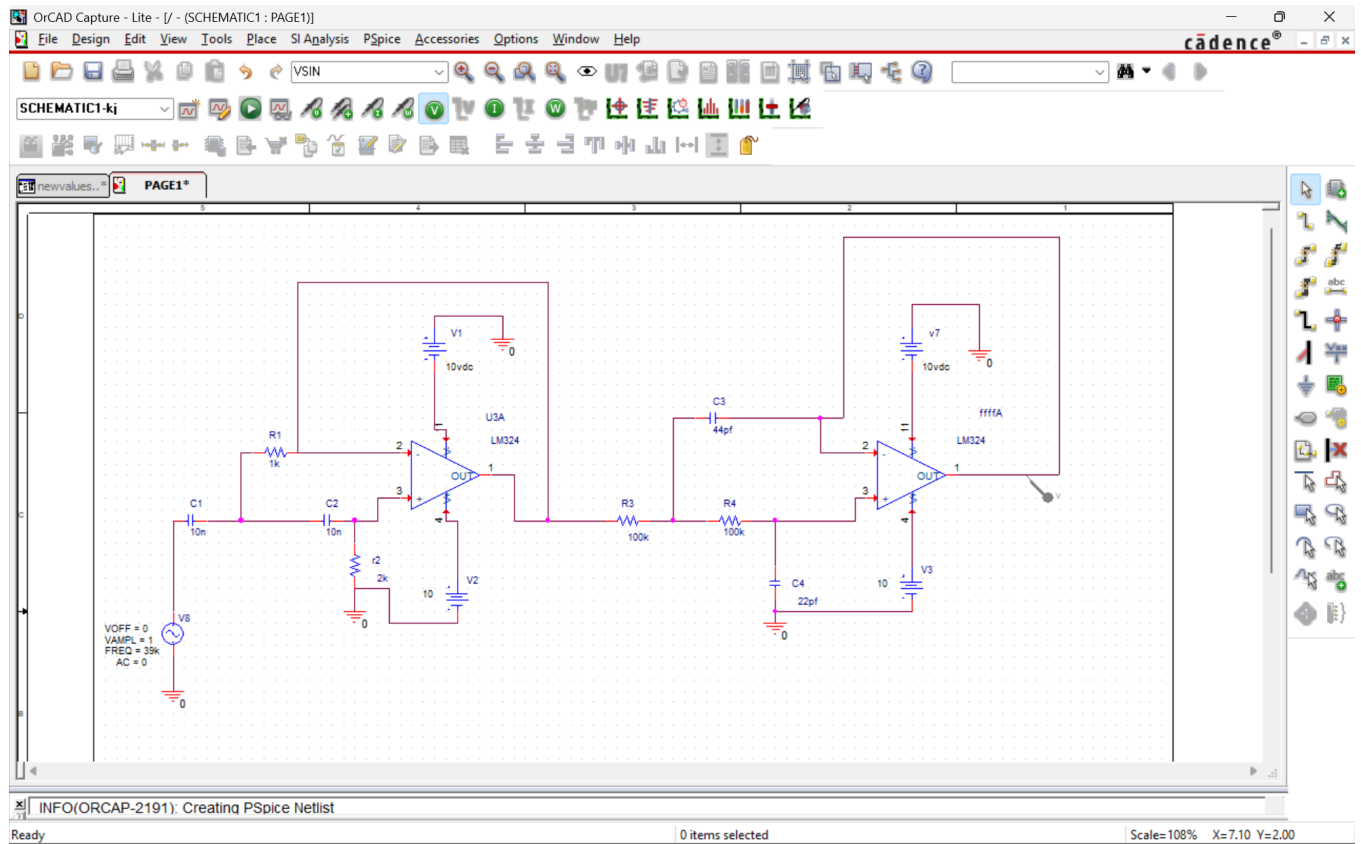 OrCAD Capture - Lite - [/ - (SCHEMATIC1 : PAGE1)]
File Design Edit View Tools Place SI Analysis PSpice Accessories Options Window Help
cādence®
VSIN
SCHEMATIC1-kj
V I W
newvalues..* PAGE1*
5 4 3 2 1
D
C
B
V1
10vdc
0
U3A
LM324
11
2
-
3
+
OUT
1
4
R1
1k
C1
10n
C2
10n
r2
2k
0
10
V2
V8
VOFF = 0
VAMPL = 1
FREQ = 39k
AC = 0
0
R3
100k
R4
100k
C3
44pf
v7
10vdc
0
ffffA
LM324
11
2
-
3
+
OUT
1
4
V
10
V3
C4
22pf
0
abc
abc
INFO(ORCAP-2191): Creating PSpice Netlist
Ready 0 items selected Scale=108% X=7.10 Y=2.00